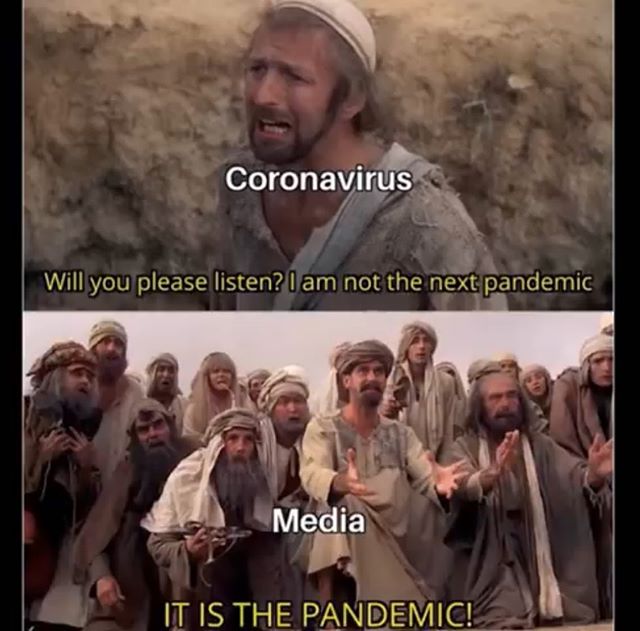 Coronavirus
Will you please listen? I am not the next pandemic
Media
IT IS THE PANDEMIC!